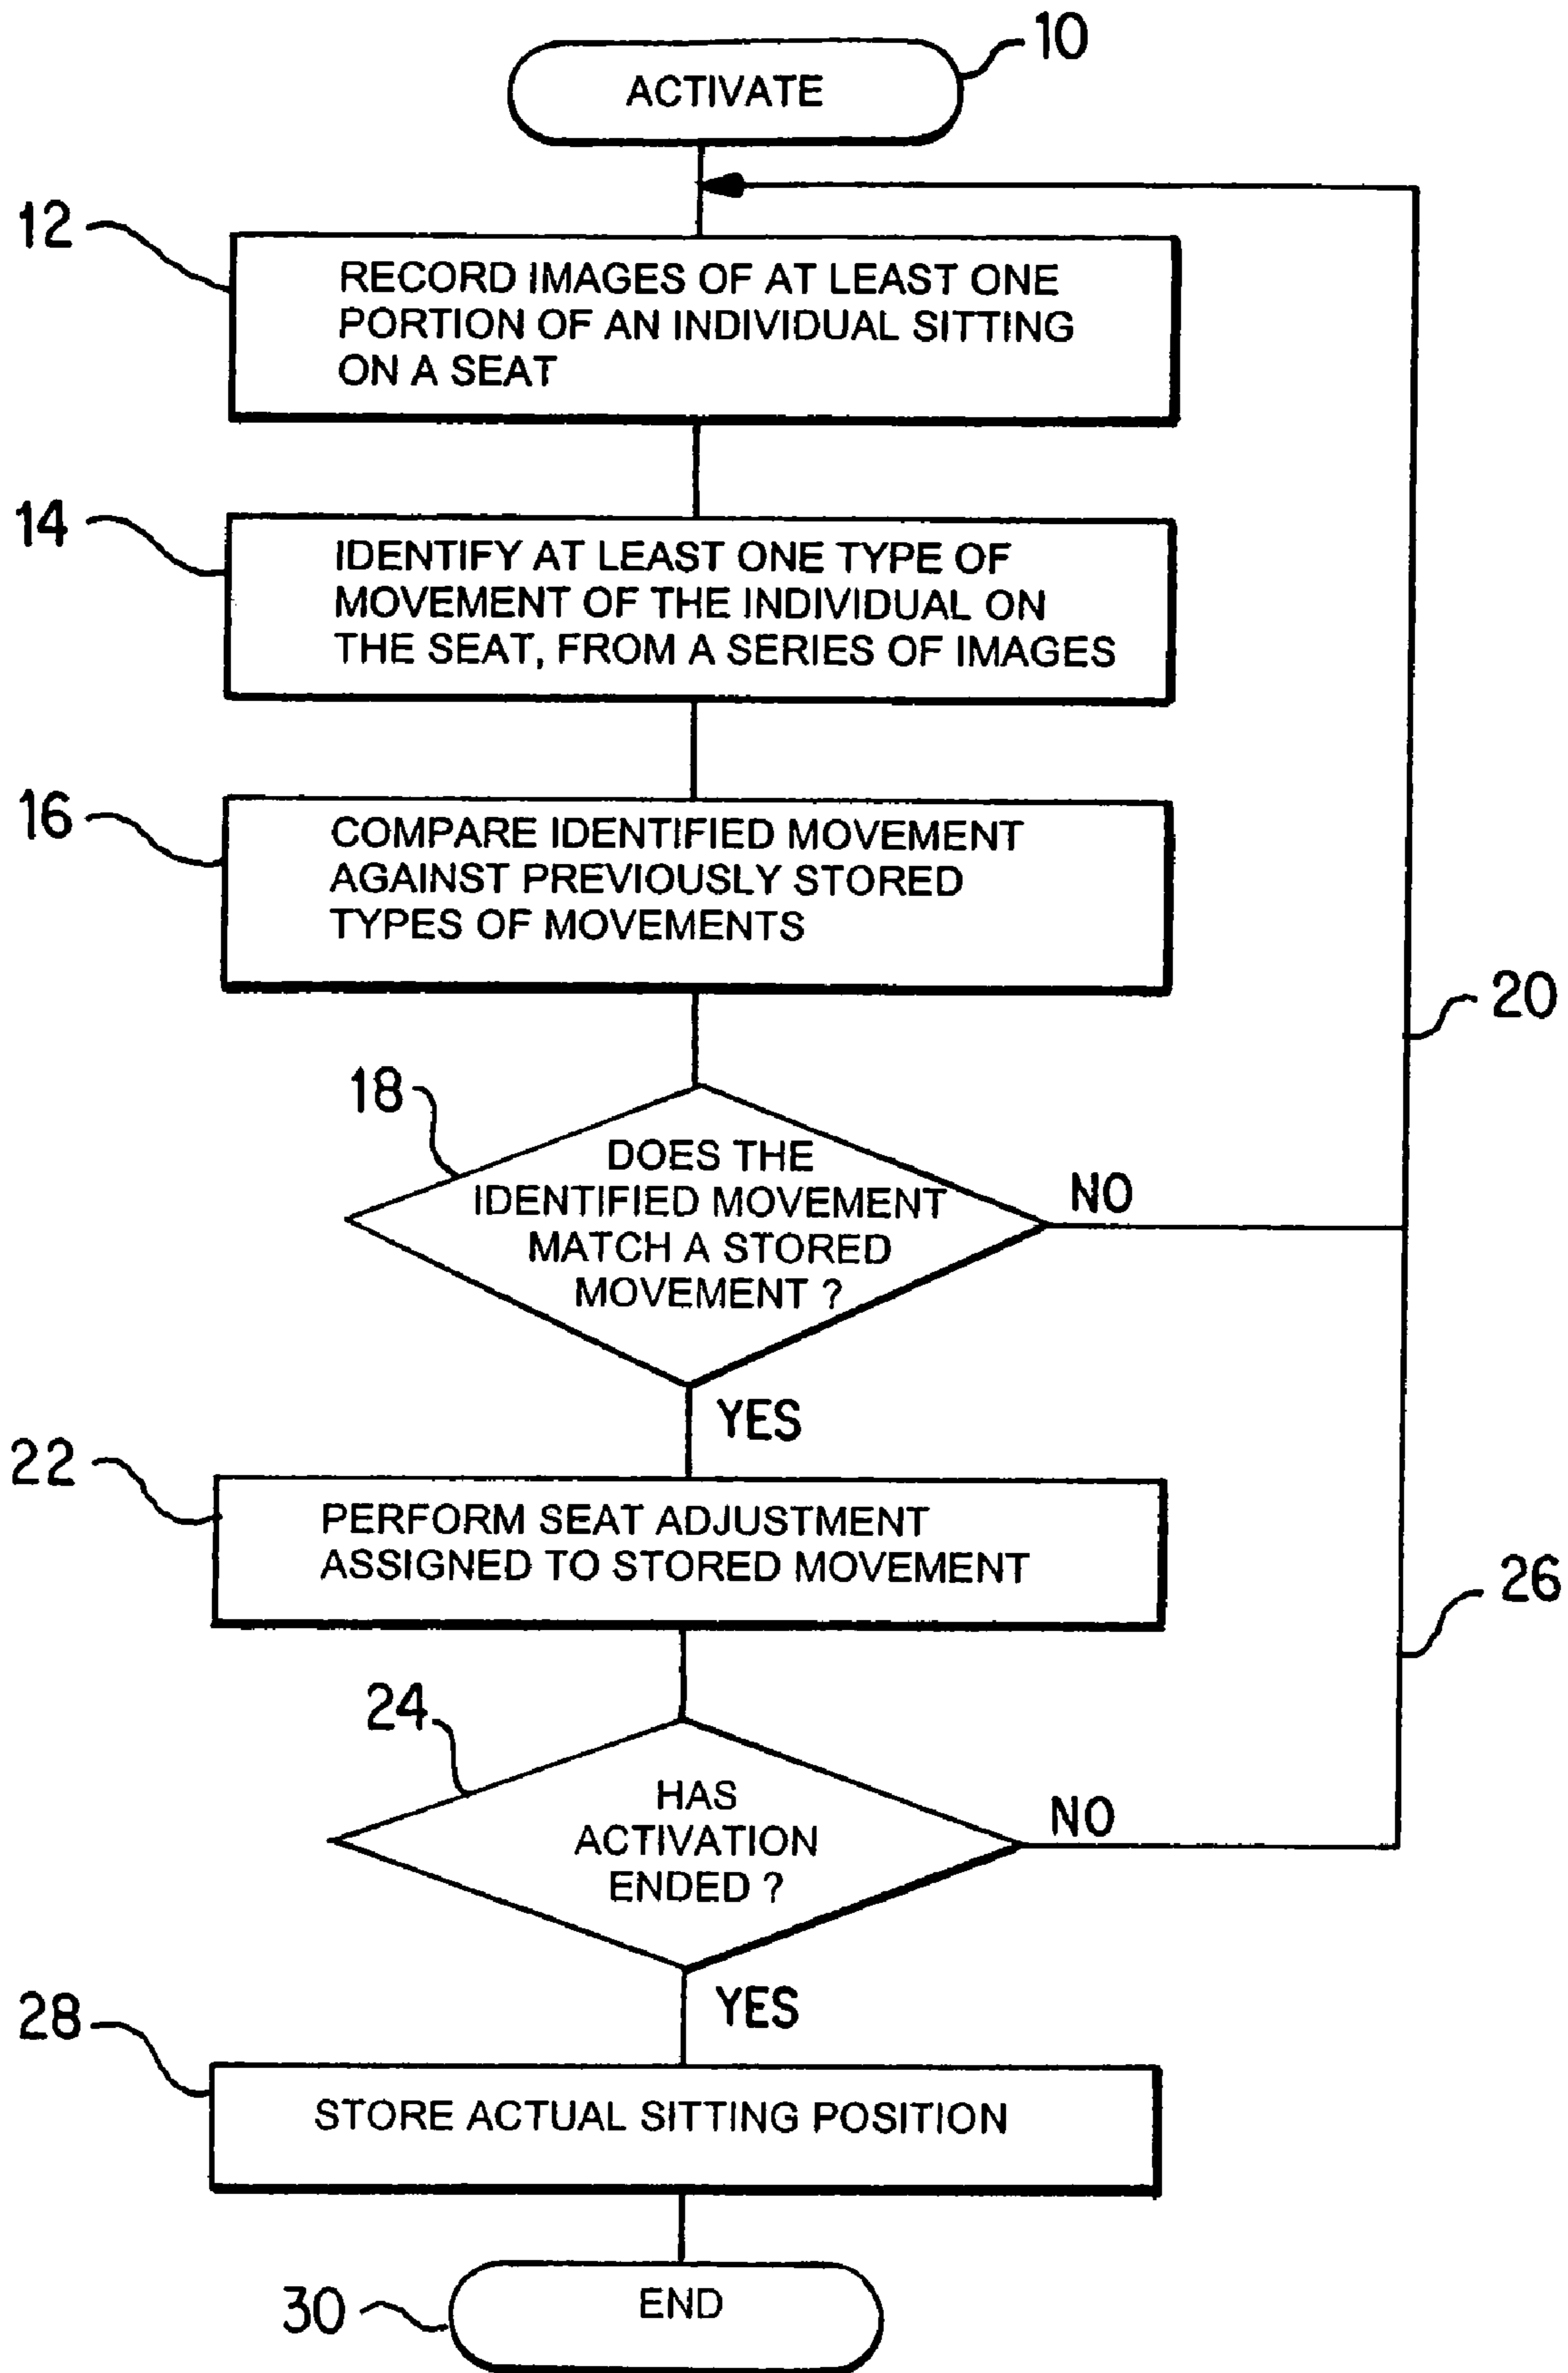 10
ACTIVATE
12
RECORD IMAGES OF AT LEAST ONE
PORTION OF AN INDIVIDUAL SITTING
ON A SEAT
14
IDENTIFY AT LEAST ONE TYPE OF
MOVEMENT OF THE INDIVIDUAL ON
THE SEAT, FROM A SERIES OF IMAGES
16
COMPARE IDENTIFIED MOVEMENT
AGAINST PREVIOUSLY STORED
TYPES OF MOVEMENTS
20
18
DOES THE
IDENTIFIED MOVEMENT
MATCH A STORED
MOVEMENT ?
NO
YES
22
PERFORM SEAT ADJUSTMENT
ASSIGNED TO STORED MOVEMENT
26
24
HAS
ACTIVATION
ENDED ?
NO
YES
28
STORE ACTUAL SITTING POSITION
30
END